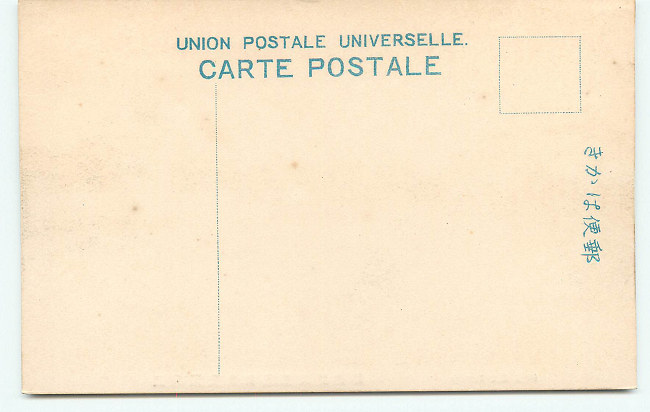 UNION POSTALE UNIVERSELLE.
CARTE POSTALE
きかは便郵